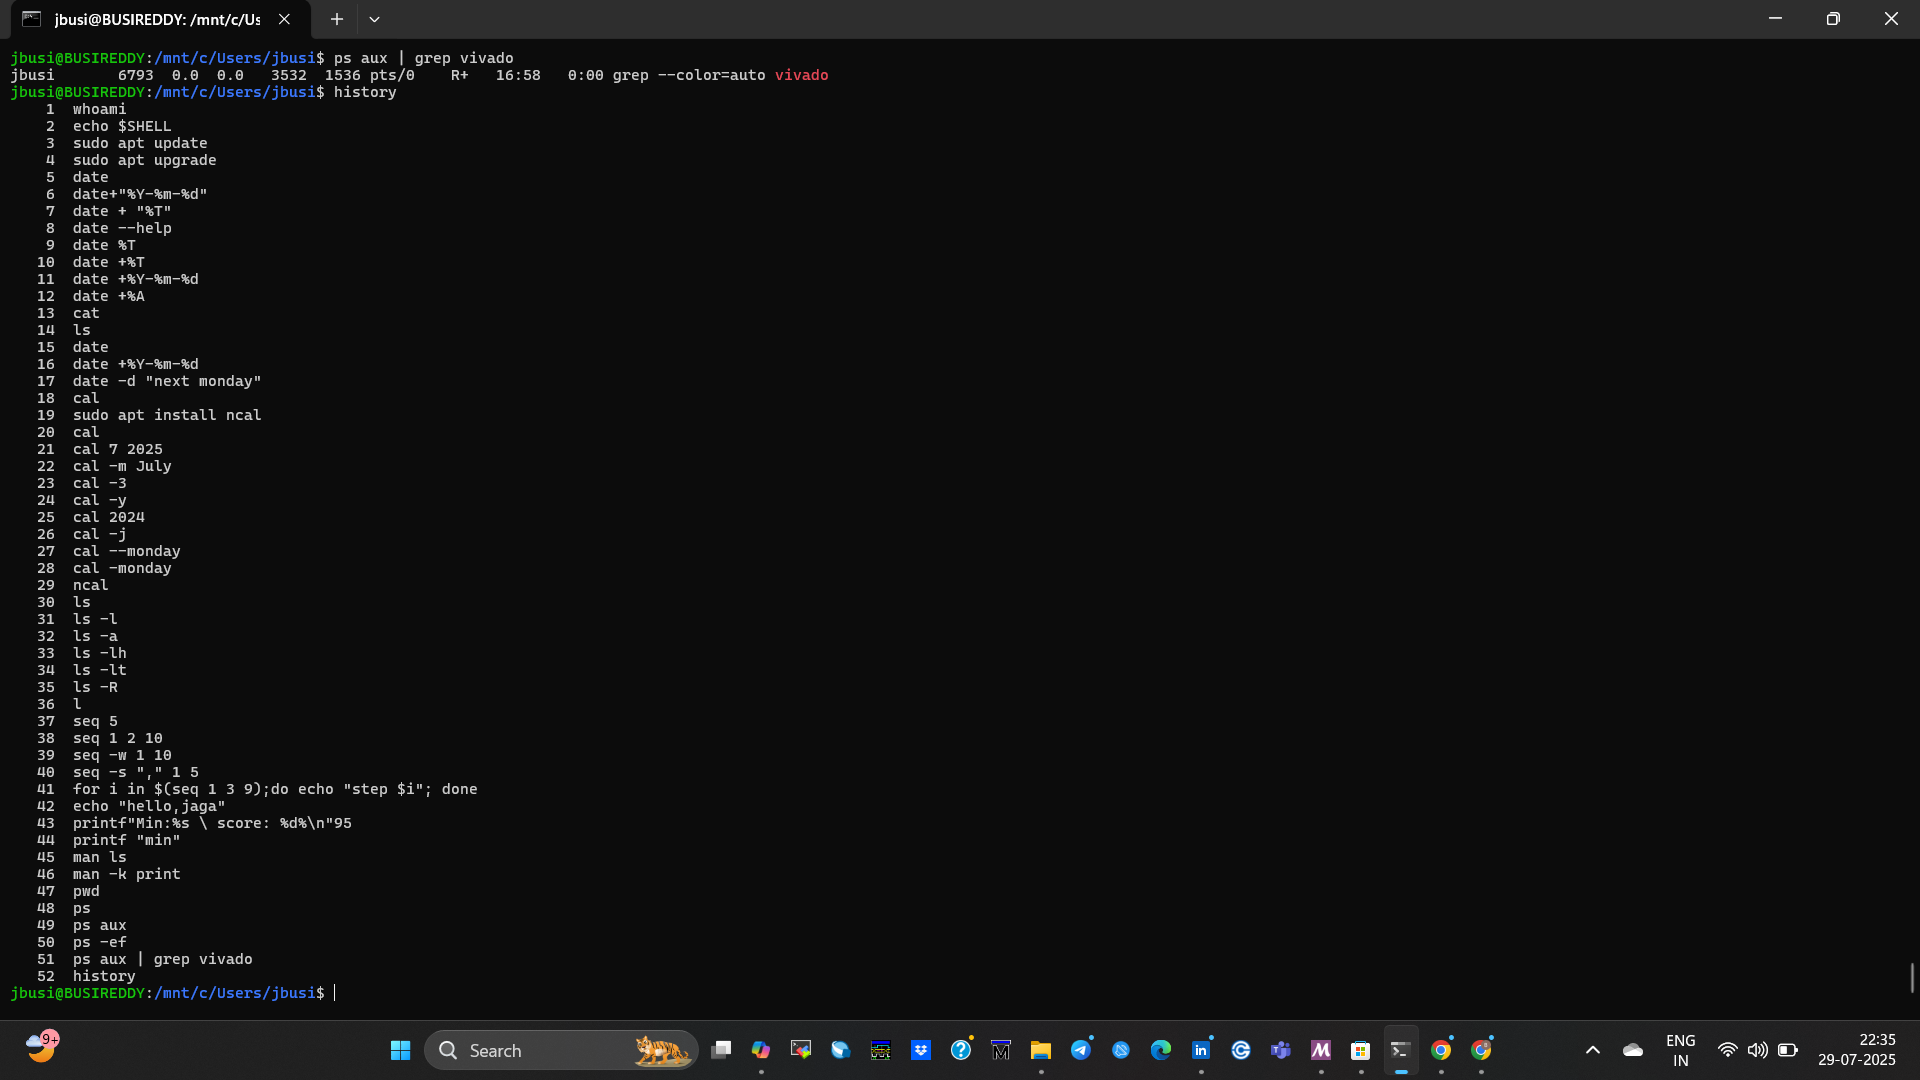 jbusi@BUSIREDDY: /mnt/c/Us
jbusi@BUSIREDDY:/mnt/c/Users/jbusi$ ps aux | grep vivado
jbusi       6793  0.0  0.0   3532  1536 pts/0    R+   16:58   0:00 grep --color=auto vivado
jbusi@BUSIREDDY:/mnt/c/Users/jbusi$ history
    1  whoami
    2  echo $SHELL
    3  sudo apt update
    4  sudo apt upgrade
    5  date
    6  date+"%Y-%m-%d"
    7  date + "%T"
    8  date --help
    9  date %T
   10  date +%T
   11  date +%Y-%m-%d
   12  date +%A
   13  cat
   14  ls
   15  date
   16  date +%Y-%m-%d
   17  date -d "next monday"
   18  cal
   19  sudo apt install ncal
   20  cal
   21  cal 7 2025
   22  cal -m July
   23  cal -3
   24  cal -y
   25  cal 2024
   26  cal -j
   27  cal --monday
   28  cal -monday
   29  ncal
   30  ls
   31  ls -l
   32  ls -a
   33  ls -lh
   34  ls -lt
   35  ls -R
   36  l
   37  seq 5
   38  seq 1 2 10
   39  seq -w 1 10
   40  seq -s "," 1 5
   41  for i in $(seq 1 3 9);do echo "step $i"; done
   42  echo "hello,jaga"
   43  printf"Min:%s \ score: %d%\n"95
   44  printf "min"
   45  man ls
   46  man -k print
   47  pwd
   48  ps
   49  ps aux
   50  ps -ef
   51  ps aux | grep vivado
   52  history
jbusi@BUSIREDDY:/mnt/c/Users/jbusi$
9+
Search
ENG
IN
22:35
29-07-2025